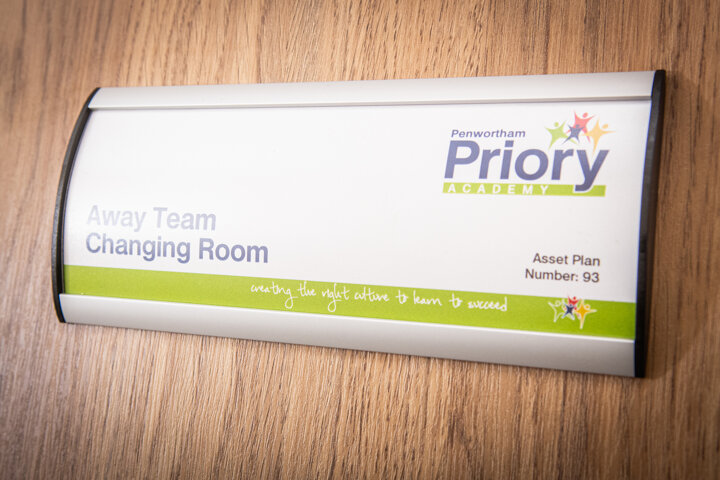 Penwortham
Priory
ACADEMY
Away Team
Changing Room
Asset Plan
Number: 93
creating the right culture to learn to succeed